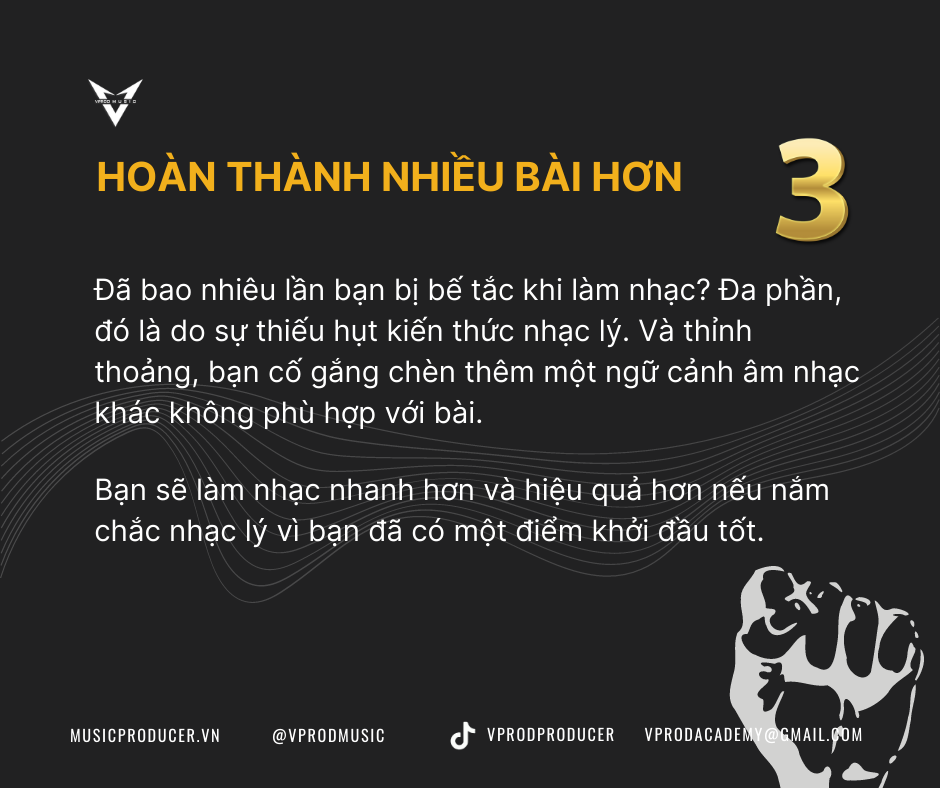 VPROD MUSIC
HOÀN THÀNH NHIỀU BÀI HƠN
3
Đã bao nhiêu lần bạn bị bế tắc khi làm nhạc? Đa phần,
đó là do sự thiếu hụt kiến thức nhạc lý. Và thỉnh
thoảng, bạn cố gắng chèn thêm một ngữ cảnh âm nhạc
khác không phù hợp với bài.
Bạn sẽ làm nhạc nhanh hơn và hiệu quả hơn nếu nắm
chắc nhạc lý vì bạn đã có một điểm khởi đầu tốt.
MUSICPRODUCER.VN @VPRODMUSIC VPRODPRODUCER VPRODACADEMY@GMAIL.COM